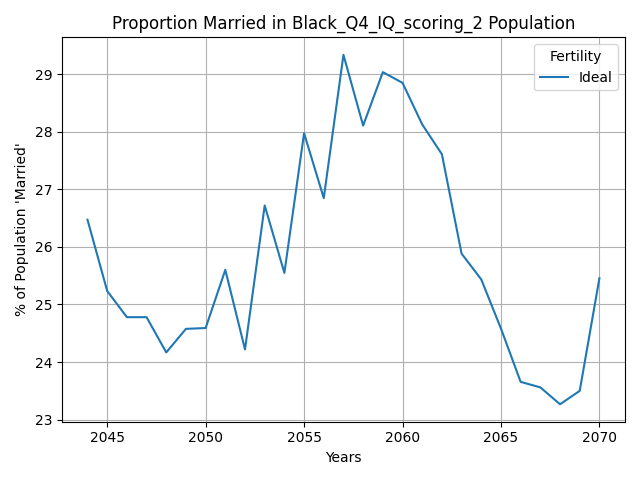 Proportion Married in Black_Q4_IQ_scoring_2 Population
Fertility
Ideal
% of Population 'Married'
29
28
27
26
25
24
23
2045 2050 2055 2060 2065 2070
Years